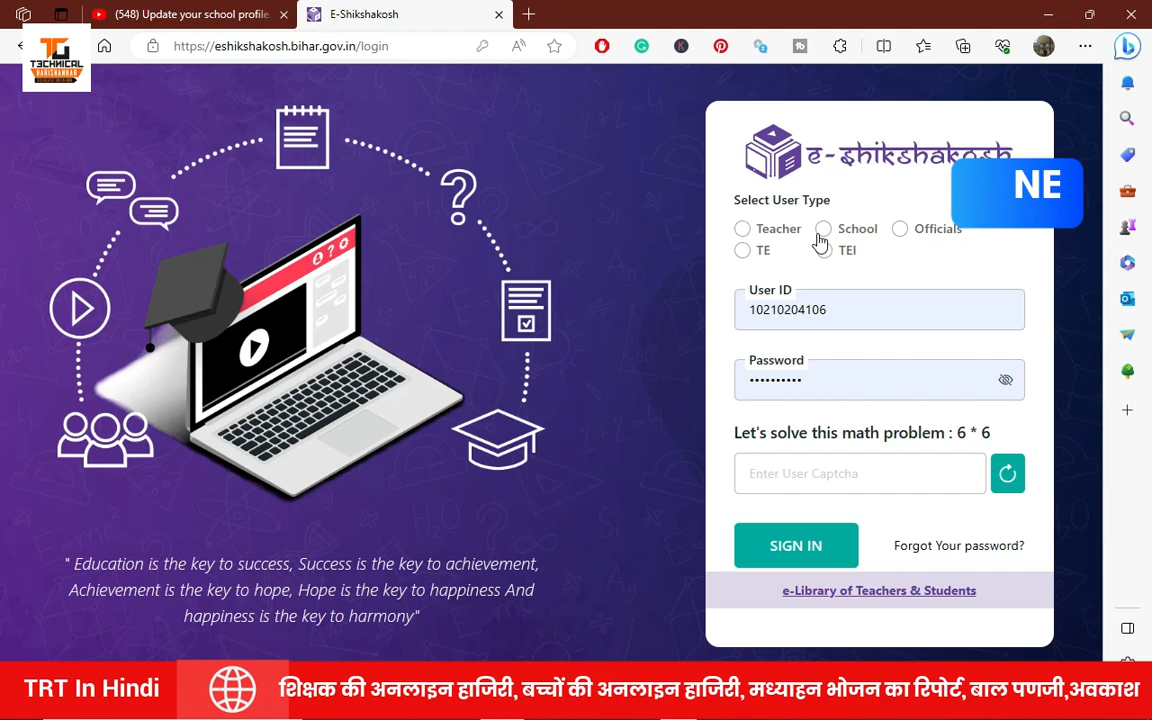 (548) Update your school profile
E-Shikshakosh
TG
TECHNICAL
HARISHANKAR
https://eshikshakosh.bihar.gov.in/login
e-shikshakosh
NE
Select User Type
Teacher
School
Officials
TE
TEI
User ID
10210204106
Password
••••••••••
Let's solve this math problem : 6 * 6
Enter User Captcha
SIGN IN
Forgot Your password?
e-Library of Teachers & Students
" Education is the key to success, Success is the key to achievement,
Achievement is the key to hope, Hope is the key to happiness And
happiness is the key to harmony"
TRT In Hindi
शिक्षक की अनलाइन हाजिरी, बच्चों की अनलाइन हाजिरी, मध्याहन भोजन का रिपोर्ट, बाल पणजी,अवकाश